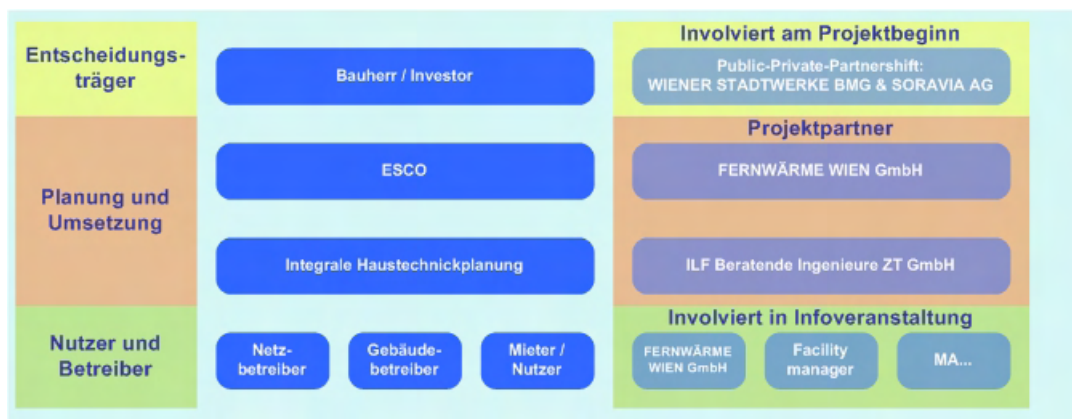 Entscheidungs-
träger
Bauherr / Investor
Involviert am Projektbeginn
Public-Private-Partnershift:
WIENER STADTWERKE BMG & SORAVIA AG
Planung und
Umsetzung
ESCO
Projektpartner
FERNWÄRME WIEN GmbH
Integrale Haustechnickplanung
ILF Beratende Ingenieure ZT GmbH
Nutzer und
Betreiber
Netz-
betreiber
Gebäude-
betreiber
Mieter /
Nutzer
Involviert in Infoveranstaltung
FERNWÄRME
WIEN GmbH
Facility
manager
MA...